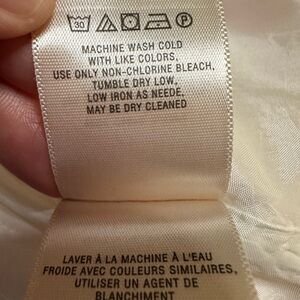 30 P
MACHINE WASH COLD
WITH LIKE COLORS,
USE ONLY NON-CHLORINE BLEACH,
TUMBLE DRY LOW,
LOW IRON AS NEEDE,
MAY BE DRY CLEANED
LAVER À LA MACHINE À L'EAU
FROIDE AVEC COULEURS SIMILAIRES,
UTILISER UN AGENT DE
BLANCHIMENT